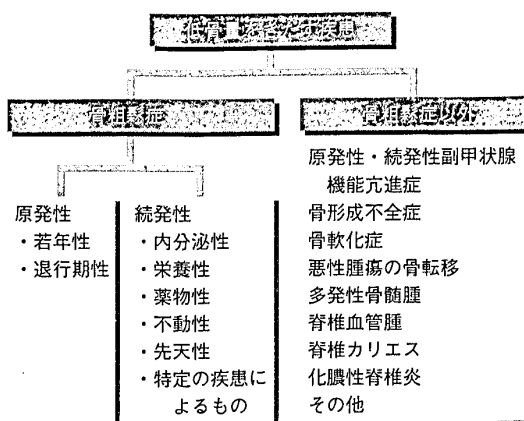 低骨量をきたす疾患
骨粗鬆症
骨粗鬆症以外
原発性
・若年性
・退行期性
続発性
・内分泌性
・栄養性
・薬物性
・不動性
・先天性
・特定の疾患に
よるもの
原発性・続発性副甲状腺
機能亢進症
骨形成不全症
骨軟化症
悪性腫瘍の骨転移
多発性骨髄腫
脊椎血管腫
脊椎カリエス
化膿性脊椎炎
その他